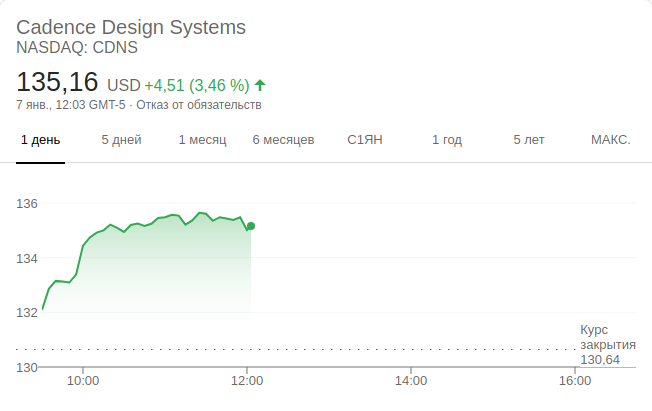 Cadence Design Systems
NASDAQ: CDNS
135,16 USD +4,51 (3,46 %)
7 янв., 12:03 GMT-5 · Отказ от обязательств
1 день 5 дней 1 месяц 6 месяцев С1ЯН 1 год 5 лет МАКС.
136
134
132
Курс
закрытия
130,64
130
10:00 12:00 14:00 16:00